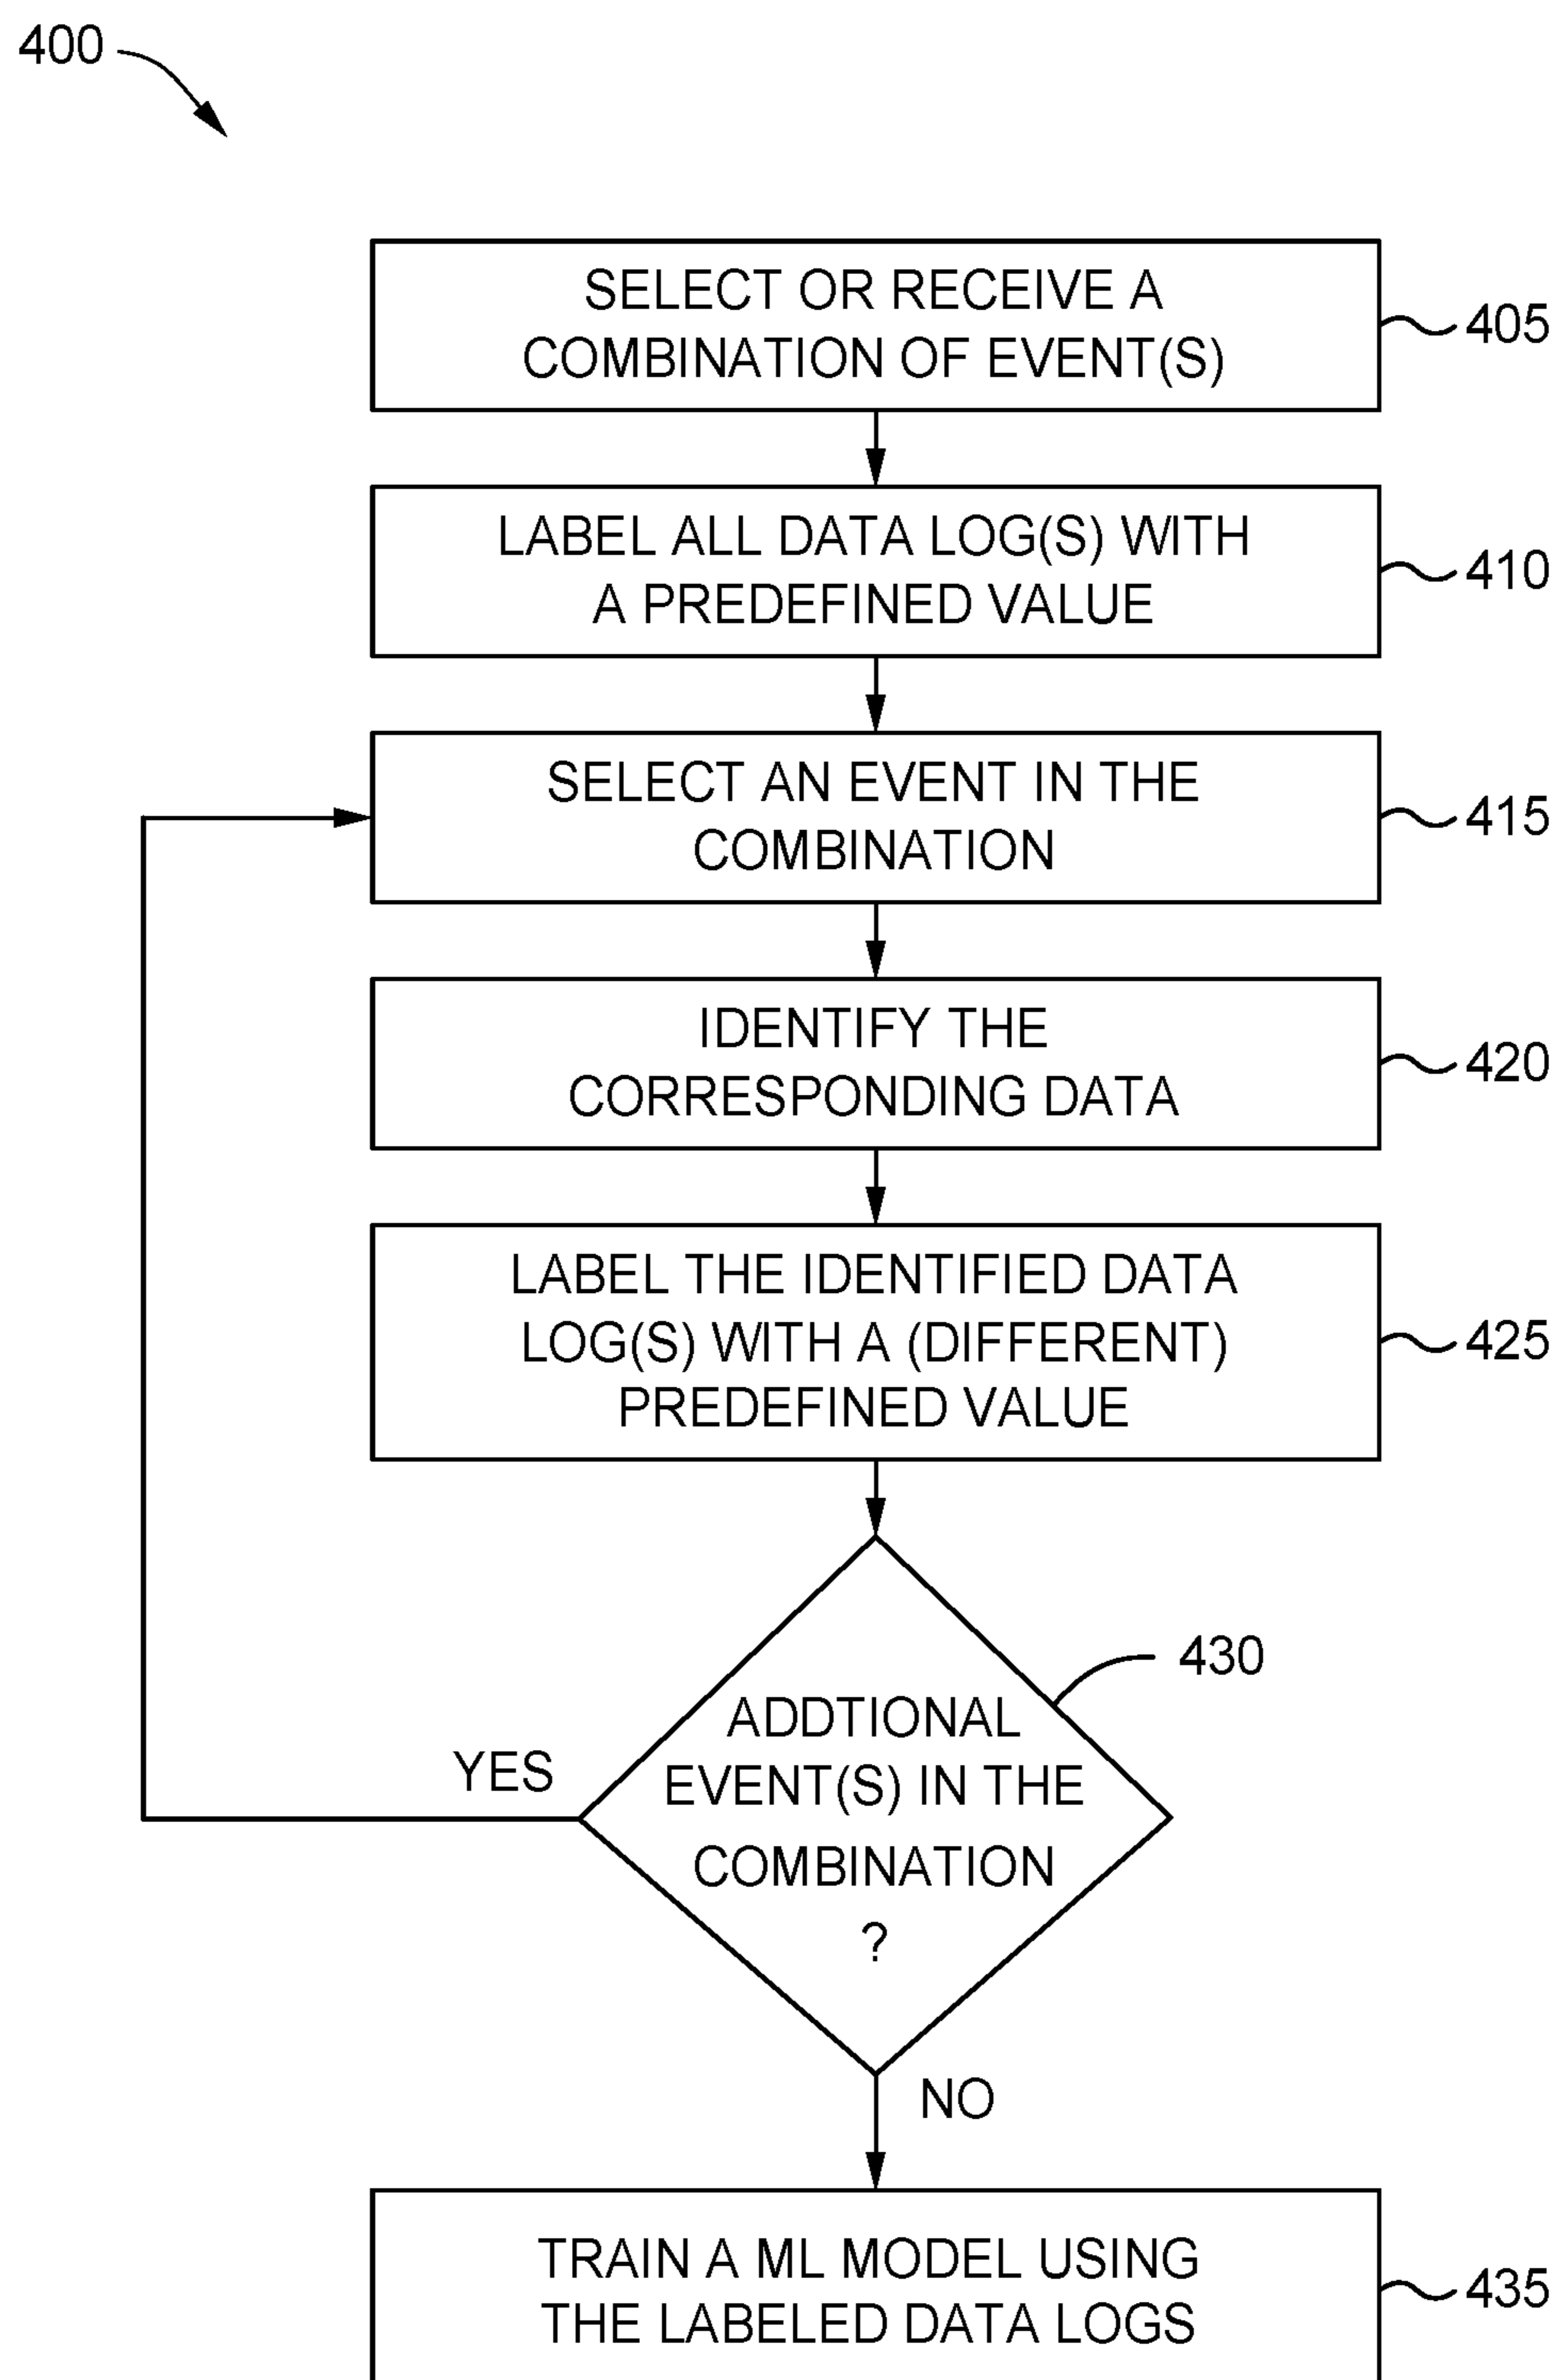 400
SELECT OR RECEIVE A
COMBINATION OF EVENT(S)
405
LABEL ALL DATA LOG(S) WITH
A PREDEFINED VALUE
410
SELECT AN EVENT IN THE
COMBINATION
415
IDENTIFY THE
CORRESPONDING DATA
420
LABEL THE IDENTIFIED DATA
LOG(S) WITH A (DIFFERENT)
PREDEFINED VALUE
425
430
ADDTIONAL
EVENT(S) IN THE
COMBINATION
?
YES
NO
TRAIN A ML MODEL USING
THE LABELED DATA LOGS
435